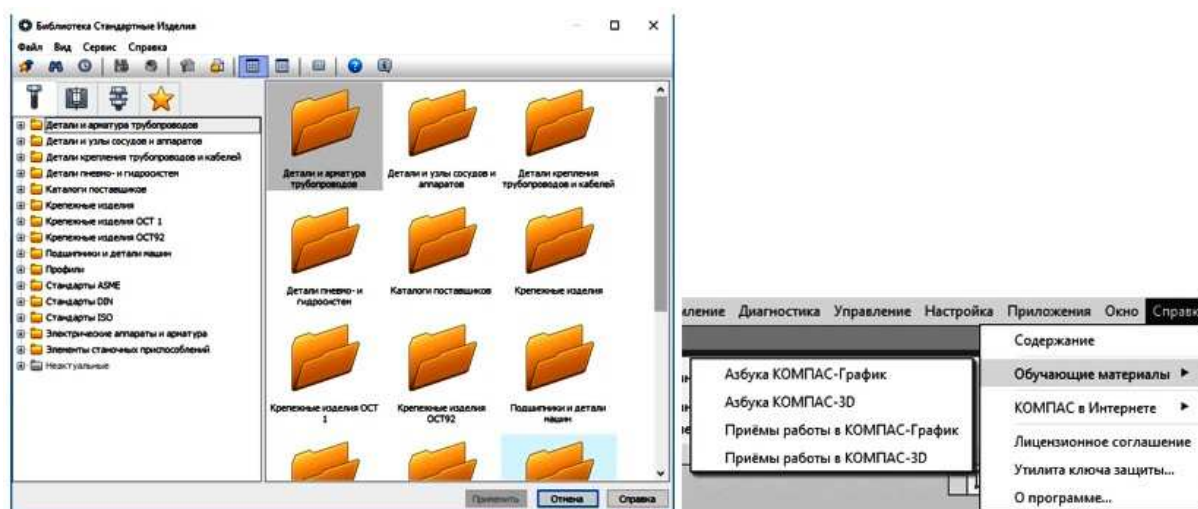 Библиотека Стандартные Изделия
Файл Вид Сервис Справка
Детали и арматура трубопроводов
Детали и узлы сосудов и аппаратов
Детали крепления трубопроводов и кабелей
Детали пневмо- и гидросистем
Каталоги поставщиков
Крепежные изделия
Крепежные изделия ОСТ 1
Крепежные изделия ОСТ92
Подшипники и детали машин
Профили
Стандарты ASME
Стандарты DIN
Стандарты ISO
Электрические аппараты и арматура
Элементы станочных приспособлений
Неактуальные
Детали и арматура
трубопроводов
Детали и узлы сосудов и
аппаратов
Детали крепления
трубопроводов и кабелей
Детали пневмо- и
гидросистем
Каталоги поставщиков
Крепежные изделия
Крепежные изделия ОСТ
1
Крепежные изделия
ОСТ92
Подшипники и детали
машин
Применить Отмена Справка
мление Диагностика Управление Настройка Приложения Окно Справк
Содержание
Обучающие материалы
КОМПАС в Интернете
Лицензионное соглашение
Утилита ключа защиты...
О программе...
Азбука КОМПАС-График
Азбука КОМПАС-3D
Приёмы работы в КОМПАС-График
Приёмы работы в КОМПАС-3D